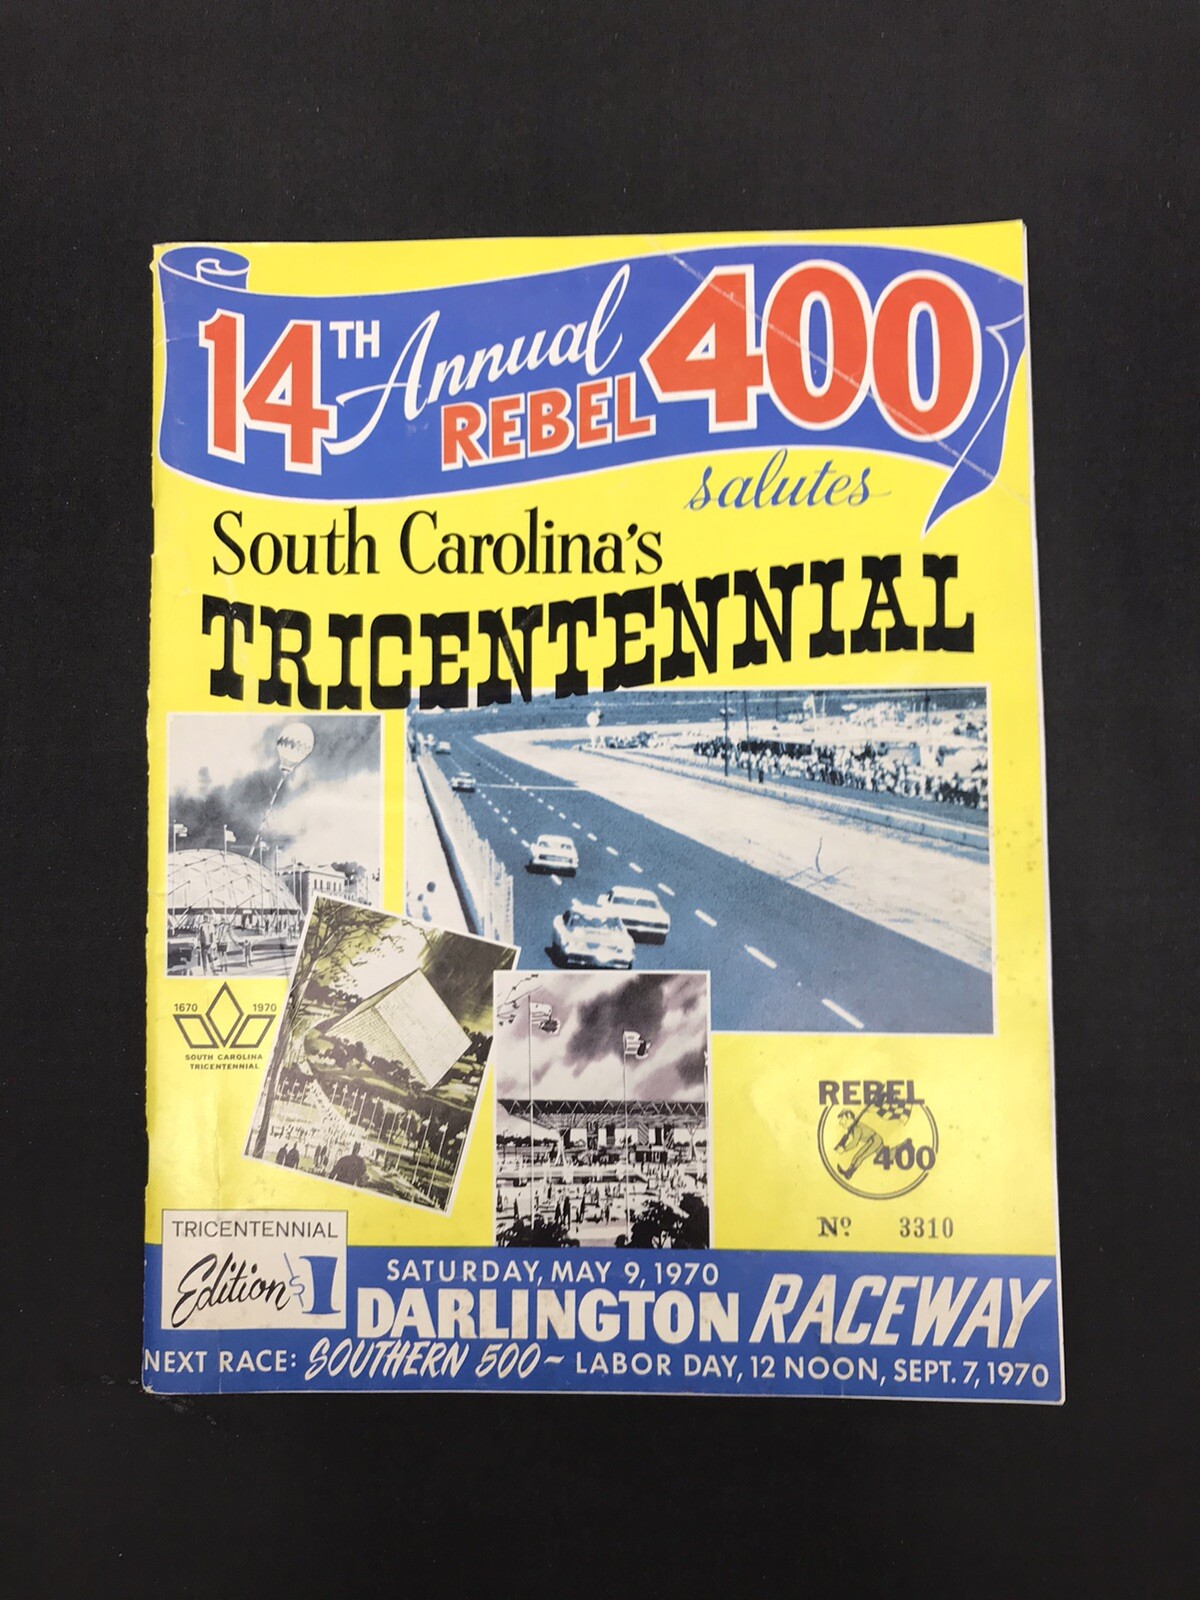 14TH Annual REBEL 400
salutes
South Carolina's
TRICENTENNIAL
1670 1970
SOUTH CAROLINA
TRICENTENNIAL
REBEL
400
Nº 3310
TRICENTENNIAL
Edition
SATURDAY, MAY 9, 1970
DARLINGTON RACEWAY
NEXT RACE: SOUTHERN 500~ LABOR DAY, 12 NOON, SEPT. 7, 1970